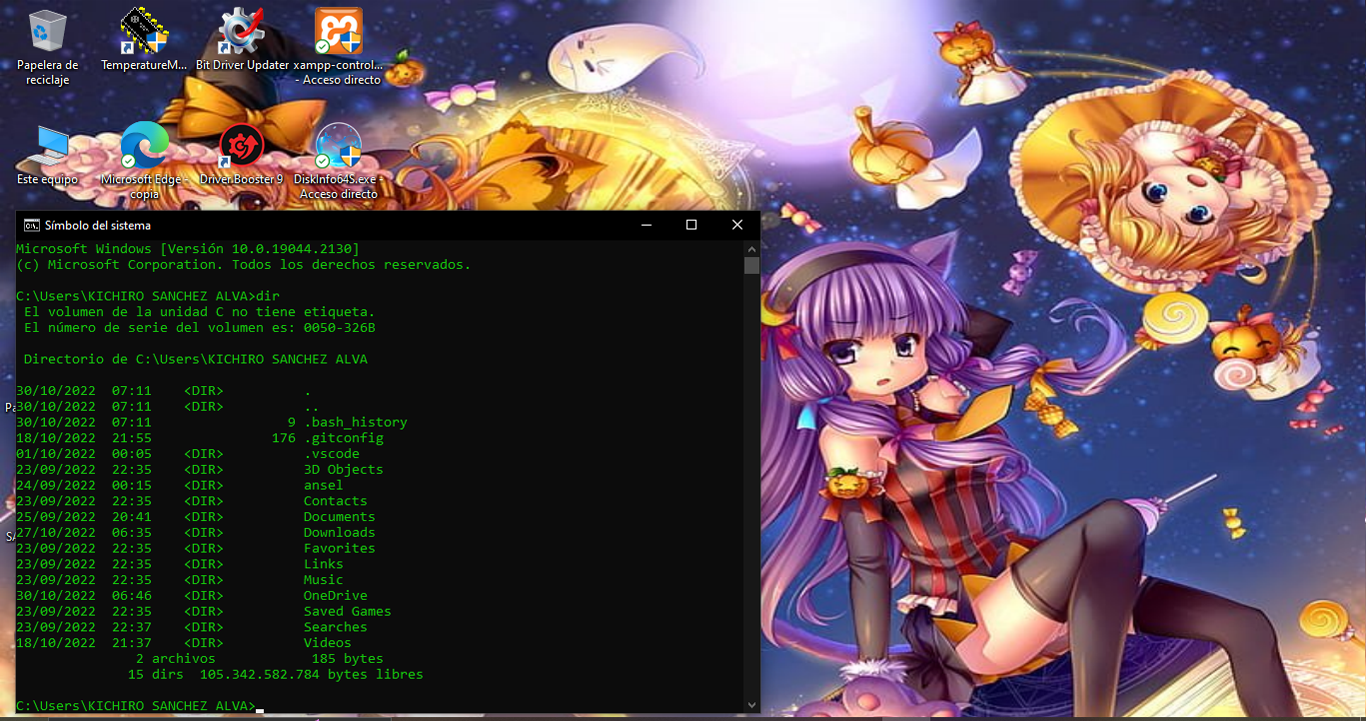 Papelera de
reciclaje
TemperatureM...
Bit Driver Updater
xampp-control...
- Acceso directo
Este equipo
Microsoft Edge -
copia
Driver Booster 9
DiskInfo64S.exe -
Acceso directo
Símbolo del sistema
Microsoft Windows [Versión 10.0.19044.2130]
(c) Microsoft Corporation. Todos los derechos reservados.
C:\Users\KICHIRO SANCHEZ ALVA>dir
El volumen de la unidad C no tiene etiqueta.
El número de serie del volumen es: 0050-326B
Directorio de C:\Users\KICHIRO SANCHEZ ALVA
30/10/2022  07:11    <DIR>          .
30/10/2022  07:11    <DIR>          ..
30/10/2022  07:11                 9 .bash_history
18/10/2022  21:55               176 .gitconfig
01/10/2022  00:05    <DIR>          .vscode
23/09/2022  22:35    <DIR>          3D Objects
24/09/2022  00:15    <DIR>          ansel
23/09/2022  22:35    <DIR>          Contacts
25/09/2022  20:41    <DIR>          Documents
27/10/2022  06:35    <DIR>          Downloads
23/09/2022  22:35    <DIR>          Favorites
23/09/2022  22:35    <DIR>          Links
23/09/2022  22:35    <DIR>          Music
30/10/2022  06:46    <DIR>          OneDrive
23/09/2022  22:35    <DIR>          Saved Games
23/09/2022  22:37    <DIR>          Searches
18/10/2022  21:37    <DIR>          Videos
2 archivos            185 bytes
15 dirs  105.342.582.784 bytes libres
C:\Users\KICHIRO SANCHEZ ALVA>